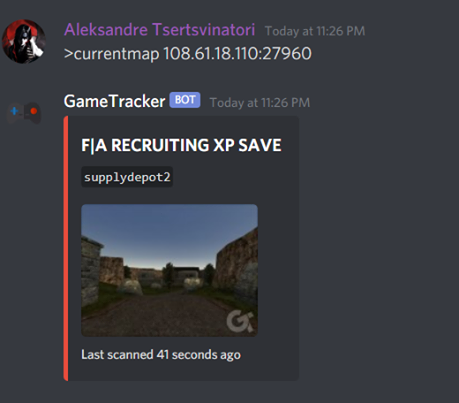 Aleksandre Tsertsvinatori Today at 11:26 PM
>currentmap 108.61.18.110:27960
GameTracker BOT Today at 11:26 PM
F|A RECRUITING XP SAVE
supplydepot2
Last scanned 41 seconds ago